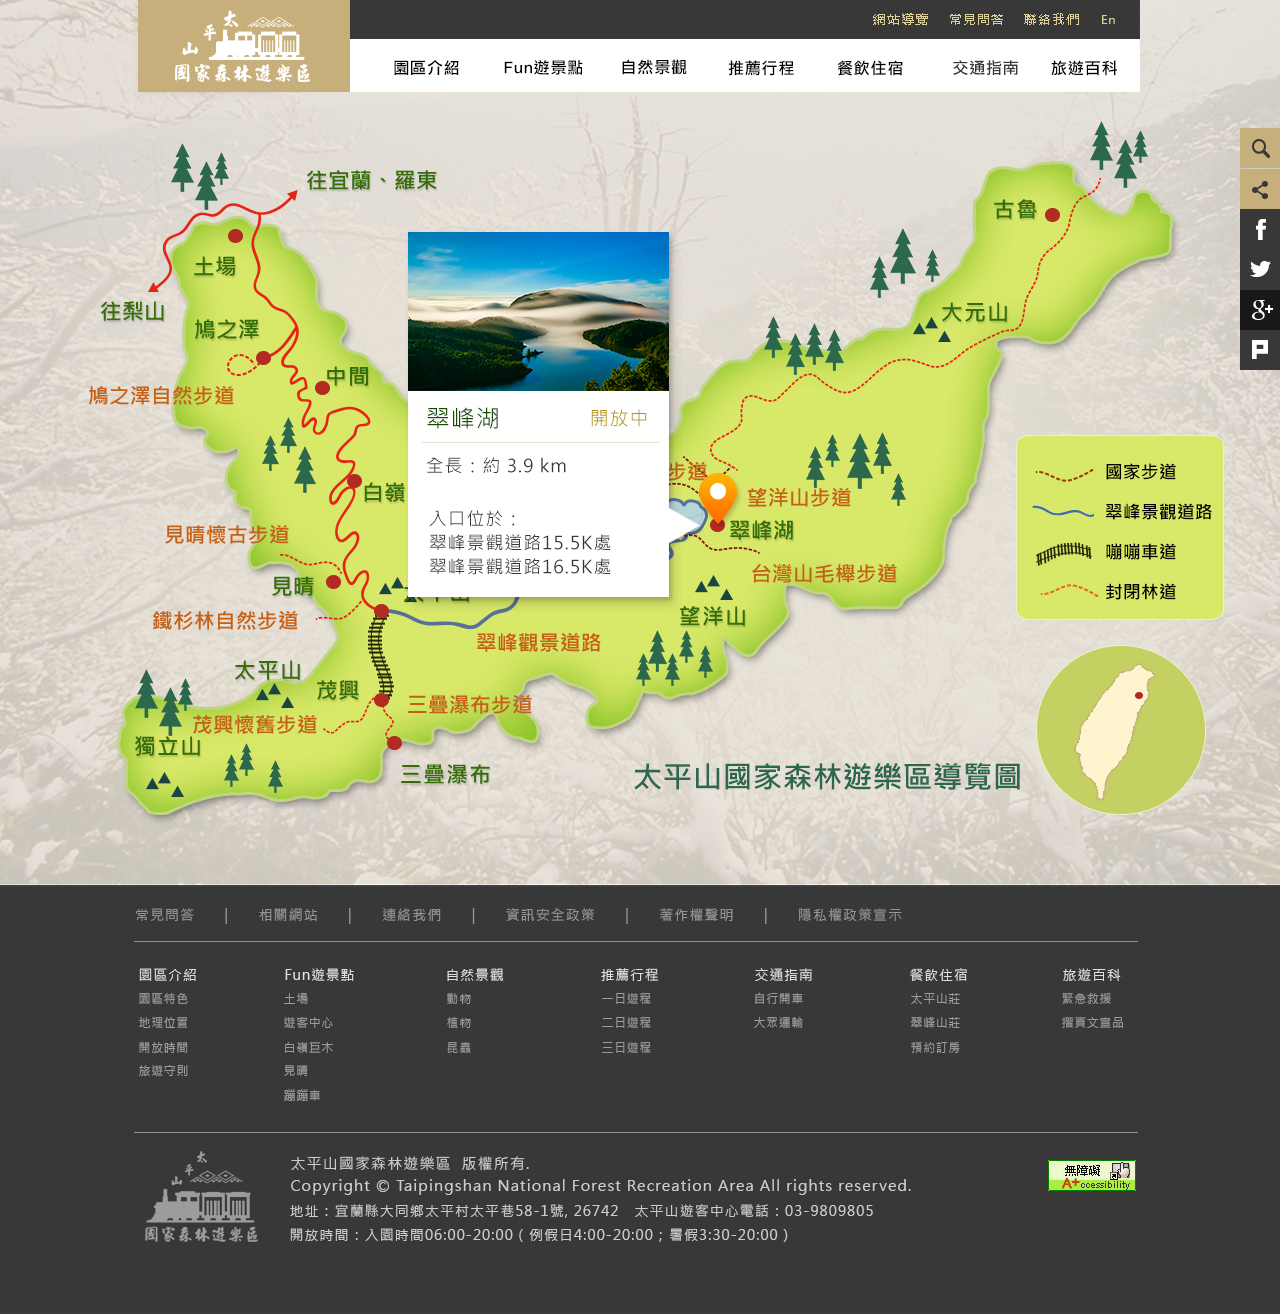 太平山
國家森林遊樂區
網站導覽 常見問答 聯絡我們 En
園區介紹 Fun遊景點 自然景觀 推薦行程 餐飲住宿 交通指南 旅遊百科
往宜蘭、羅東
土場
往梨山
鳩之澤
中間
鳩之澤自然步道
白嶺
見晴懷古步道
見晴
鐵杉林自然步道
太平山
茂興
茂興懷舊步道
獨立山
三疊瀑布步道
三疊瀑布
翠峰觀景道路
古魯
大元山
步道
望洋山步道
翠峰湖
台灣山毛櫸步道
望洋山
翠峰湖 開放中
全長：約 3.9 km
入口位於：
翠峰景觀道路15.5K處
翠峰景觀道路16.5K處
國家步道
翠峰景觀道路
嘣嘣車道
封閉林道
太平山國家森林遊樂區導覽圖
常見問答 | 相關網站 | 連絡我們 | 資訊安全政策 | 著作權聲明 | 隱私權政策宣示
園區介紹 Fun遊景點 自然景觀 推薦行程 交通指南 餐飲住宿 旅遊百科
園區特色 土場 動物 一日遊程 自行開車 太平山莊 緊急救援
地理位置 遊客中心 植物 二日遊程 大眾運輸 翠峰山莊 摺頁文宣品
開放時間 白嶺巨木 昆蟲 三日遊程 預約訂房
旅遊守則 見晴
蹦蹦車
太平山
國家森林遊樂區
太平山國家森林遊樂區 版權所有.
Copyright © Taipingshan National Forest Recreation Area All rights reserved.
地址：宜蘭縣大同鄉太平村太平巷58-1號, 26742 太平山遊客中心電話：03-9809805
開放時間：入園時間06:00-20:00 ( 例假日4:00-20:00；暑假3:30-20:00 )
無障礙
A+ccessibility